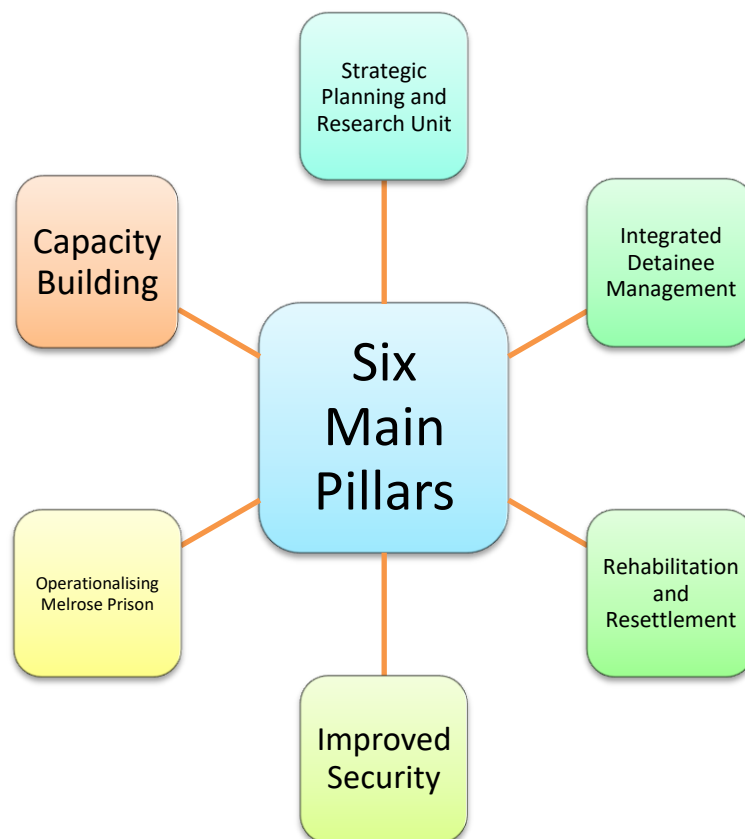 Strategic
Planning and
Research Unit
Capacity
Building
Integrated
Detainee
Management
Six
Main
Pillars
Operationalising
Melrose Prison
Rehabilitation
and
Resettlement
Improved
Security